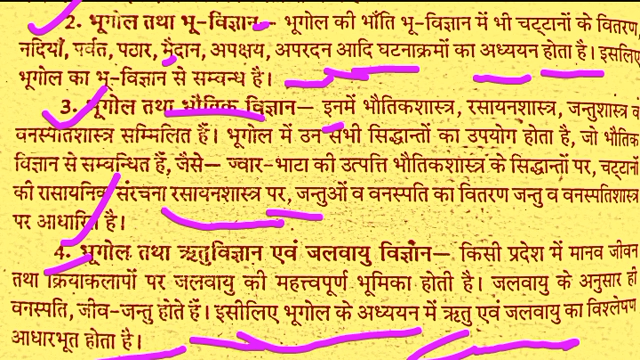 2. भूगोल तथा भू-विज्ञान- भूगोल की भाँति भू-विज्ञान में भी चट्टानों के वितरण,
नदियाँ, पर्वत, पठार, मैदान, अपक्षय, अपरदन आदि घटनाक्रमों का अध्ययन होता है। इसलिए
भूगोल का भू-विज्ञान से सम्बन्ध है।
3. भूगोल तथा भौतिक विज्ञान— इनमें भौतिकशास्त्र, रसायनशास्त्र, जन्तुशास्त्र व
वनस्पतिशास्त्र सम्मिलित हैं। भूगोल में उन सभी सिद्धान्तों का उपयोग होता है, जो भौतिक
विज्ञान से सम्बन्धित हैं, जैसे— ज्वार-भाटा की उत्पत्ति भौतिकशास्त्र के सिद्धान्तों पर, चट्टानों
की रासायनिक संरचना रसायनशास्त्र पर, जन्तुओं व वनस्पति का वितरण जन्तु व वनस्पतिशास्त्र
पर आधारित है।
4. भूगोल तथा ऋतुविज्ञान एवं जलवायु विज्ञान— किसी प्रदेश में मानव जीवन
तथा क्रियाकलापों पर जलवायु की महत्त्वपूर्ण भूमिका होती है। जलवायु के अनुसार ही
वनस्पति, जीव-जन्तु होते हैं। इसीलिए भूगोल के अध्ययन में ऋतु एवं जलवायु का विश्लेषण
आधारभूत होता है।